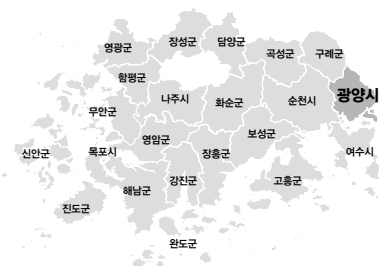 장성군
담양군
영광군
곡성군
구례군
함평군
광양시
나주시
화순군
순천시
무안군
보성군
영암군
신안군
목포시
장흥군
여수시
강진군
고흥군
해남군
진도군
완도군